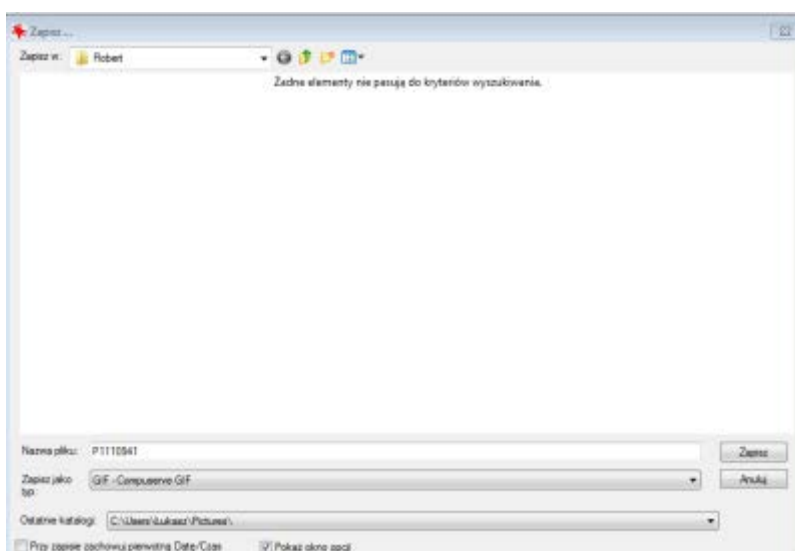 Zapisz ...
Zapisz w: Robert
Żadne elementy nie pasują do kryteriów wyszukiwania.
Nazwa pliku: P1110941 Zapisz
Zapisz jako typ: GIF - Compuserve GIF Anuluj
Ostatnie katalogi: C:\Users\Łukasz\Pictures\
Przy zapisie zachowuj pierwotną Datę/Czas Pokaż okno opcji